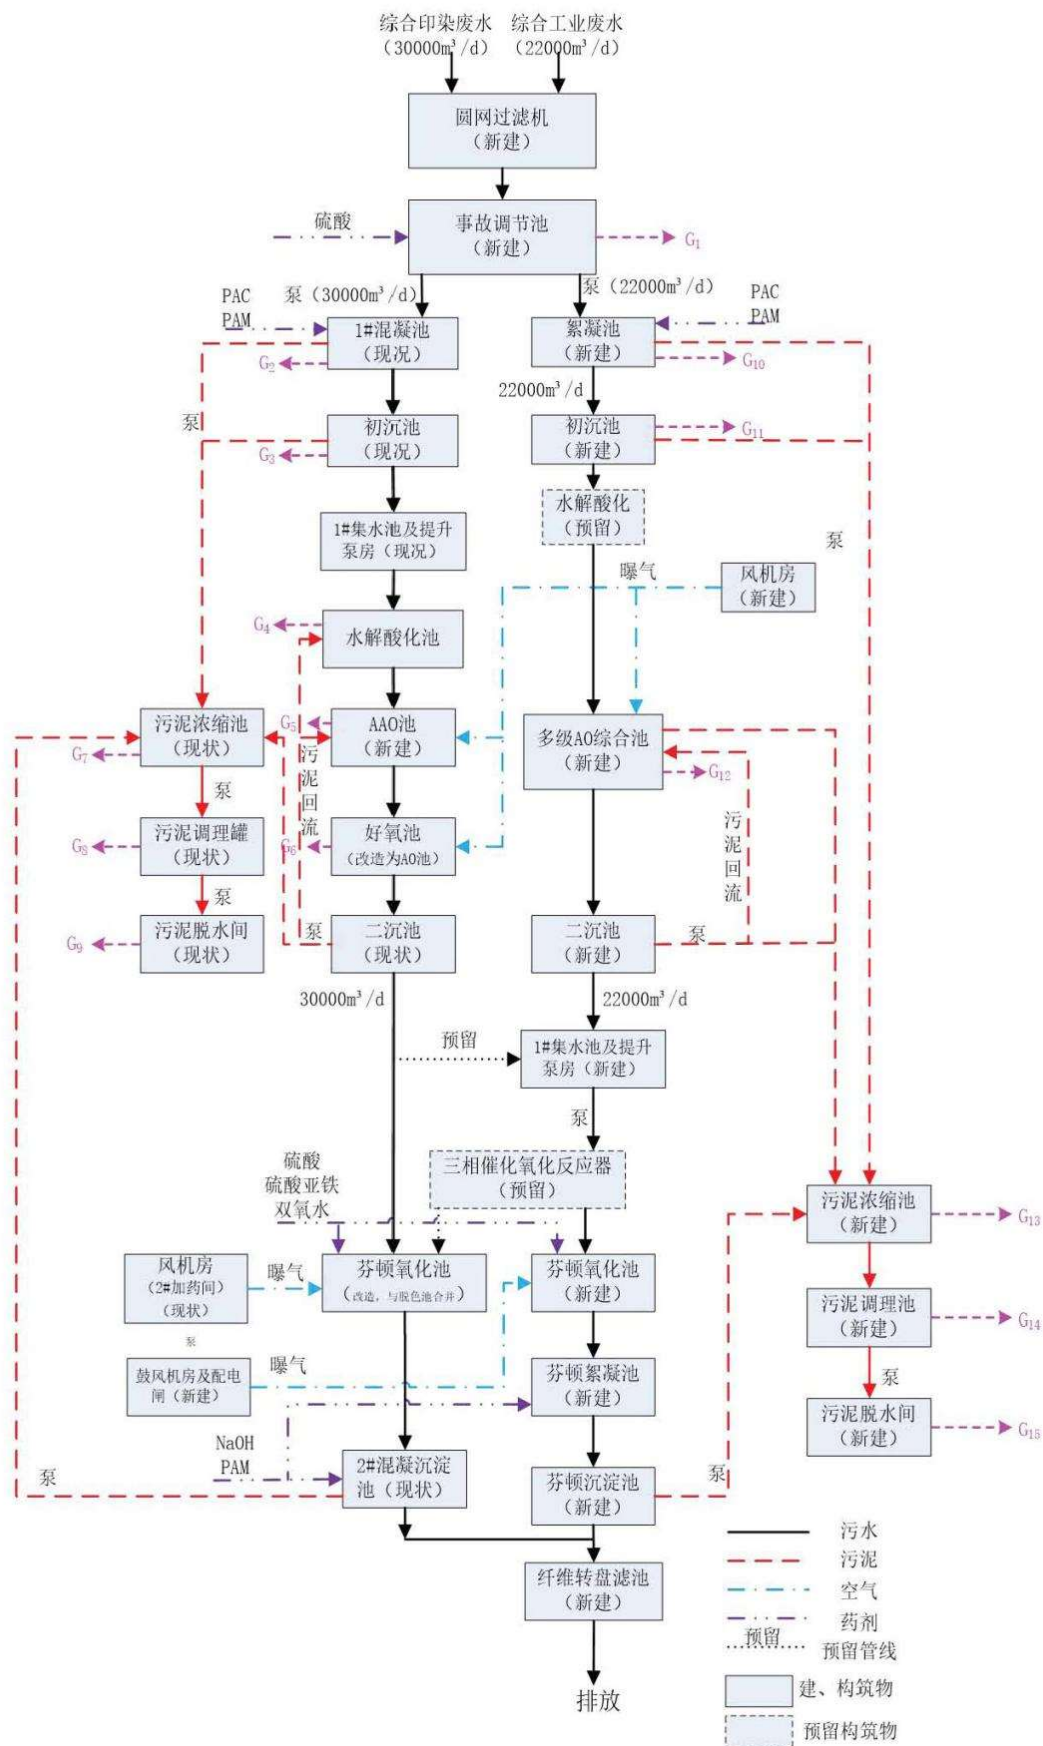 综合印染废水 综合工业废水
(30000m³/d) (22000m³/d)
圆网过滤机
(新建)
硫酸
事故调节池
(新建)
G₁
泵(30000m³/d)
泵(22000m³/d)
PAC
PAM
PAC
PAM
1#混凝池
(现况)
絮凝池
(新建)
G₂
G₁₀
22000m³/d
泵
初沉池
(现况)
初沉池
(新建)
G₃
G₁₁
水解酸化
(预留)
1#集水池及提升
泵房(现况)
泵
曝气
风机房
(新建)
G₄
水解酸化池
污泥浓缩池
(现状)
G₅
AAO池
(新建)
多级AO综合池
(新建)
G₇
G₁₂
污泥回流
泵
污泥回流
污泥调理罐
(现状)
G₈
G₆
好氧池
(改造为AO池)
泵
污泥脱水间
(现状)
G₉
泵
二沉池
(现状)
二沉池
(新建)
泵
30000m³/d
22000m³/d
预留
1#集水池及提升
泵房(新建)
泵
硫酸
硫酸亚铁
双氧水
三相催化氧化反应器
(预留)
污泥浓缩池
(新建)
G₁₃
风机房
(2#加药间)
(现状)
曝气
芬顿氧化池
(改造，与脱色池合并)
芬顿氧化池
(新建)
污泥调理池
(新建)
G₁₄
泵
鼓风机房及配电
闸(新建)
曝气
芬顿絮凝池
(新建)
泵
污泥脱水间
(新建)
G₁₅
NaOH
PAM
泵
2#混凝沉淀
池(现状)
芬顿沉淀池
(新建)
泵
纤维转盘滤池
(新建)
排放
污水
污泥
空气
药剂
预留
预留管线
建、构筑物
预留构筑物